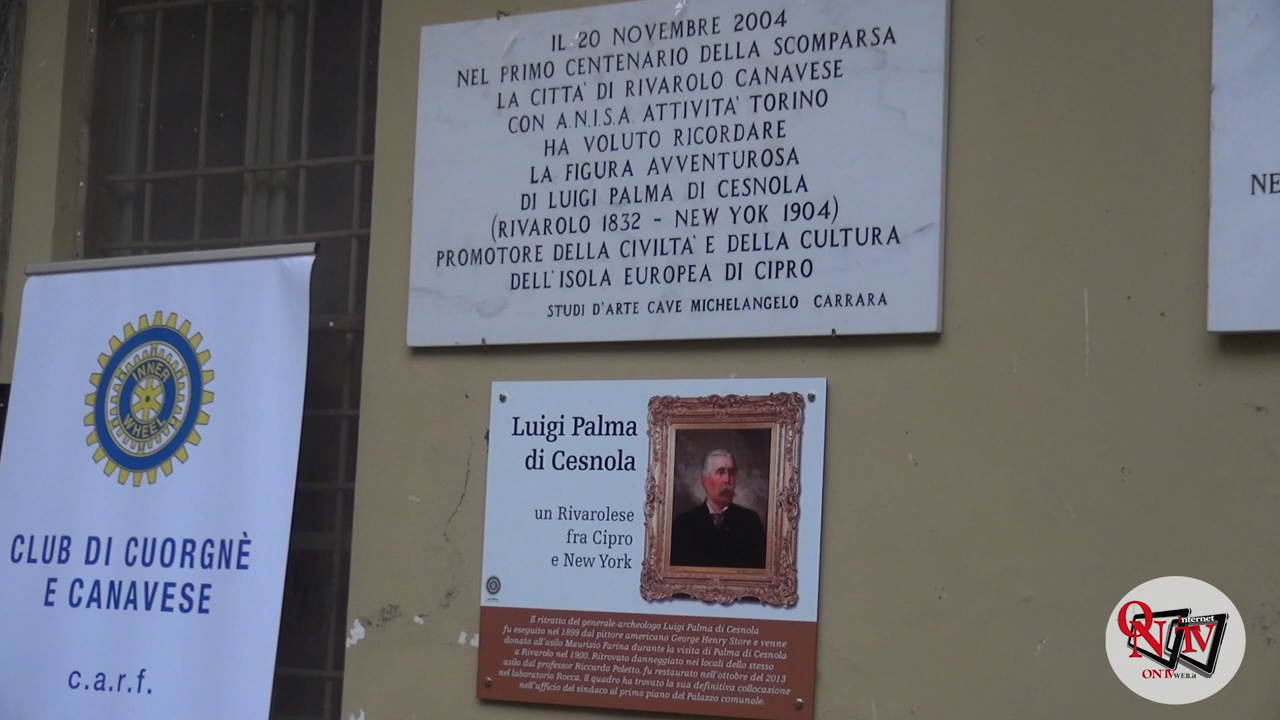 IL 20 NOVEMBRE 2004
NEL PRIMO CENTENARIO DELLA SCOMPARSA
LA CITTA' DI RIVAROLO CANAVESE
CON A.N.I.S.A. ATTIVITA' TORINO
HA VOLUTO RICORDARE
LA FIGURA AVVENTUROSA
DI LUIGI PALMA DI CESNOLA
(RIVAROLO 1832 - NEW YOK 1904)
PROMOTORE DELLA CIVILTA' E DELLA CULTURA
DELL'ISOLA EUROPEA DI CIPRO
STUDI D'ARTE CAVE MICHELANGELO CARRARA
NE
INNER
WHEEL
CLUB DI CUORGNÈ
E CANAVESE
c.a.r.f.
Luigi Palma
di Cesnola
un Rivarolese
fra Cipro
e New York
Il ritratto del generale-archeologo Luigi Palma di Cesnola
fu eseguito nel 1899 dal pittore americano George Henry Store e venne
donato all'asilo Maurizio Farina durante la visita di Palma di Cesnola
a Rivarolo nel 1900. Ritrovato danneggiato nei locali dello stesso
asilo dal professor Riccardo Poletto, fu restaurato nell'ottobre del 2013
nel laboratorio Rocca. Il quadro ha trovato la sua definitiva collocazione
nell'ufficio del sindaco al primo piano del Palazzo comunale.
ON internet TV
ON TV WEB.it